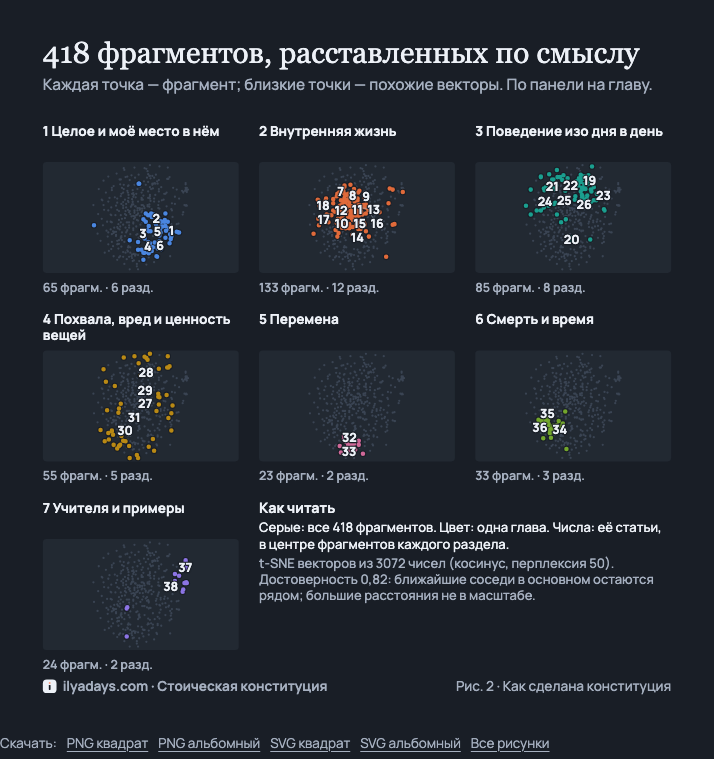 418 фрагментов, расставленных по смыслу
Каждая точка — фрагмент; близкие точки — похожие векторы. По панели на главу.
1 Целое и моё место в нём
2
3 5 1
4 6
65 фрагм. · 6 разд.
2 Внутренняя жизнь
7 8 9
18 12 11 13
17 10 15 16
14
133 фрагм. · 12 разд.
3 Поведение изо дня в день
21 22 19
24 25 26 23
20
85 фрагм. · 8 разд.
4 Похвала, вред и ценность
вещей
28
29
27
31
30
55 фрагм. · 5 разд.
5 Перемена
32
33
23 фрагм. · 2 разд.
6 Смерть и время
35
36 34
33 фрагм. · 3 разд.
7 Учителя и примеры
37
38
24 фрагм. · 2 разд.
Как читать
Серые: все 418 фрагментов. Цвет: одна глава. Числа: её статьи,
в центре фрагментов каждого раздела.
t-SNE векторов из 3072 чисел (косинус, перплексия 50).
Достоверность 0,82: ближайшие соседи в основном остаются
рядом; большие расстояния не в масштабе.
i ilyadays.com · Стоическая конституция
Рис. 2 · Как сделана конституция
Скачать: PNG квадрат PNG альбомный SVG квадрат SVG альбомный Все рисунки